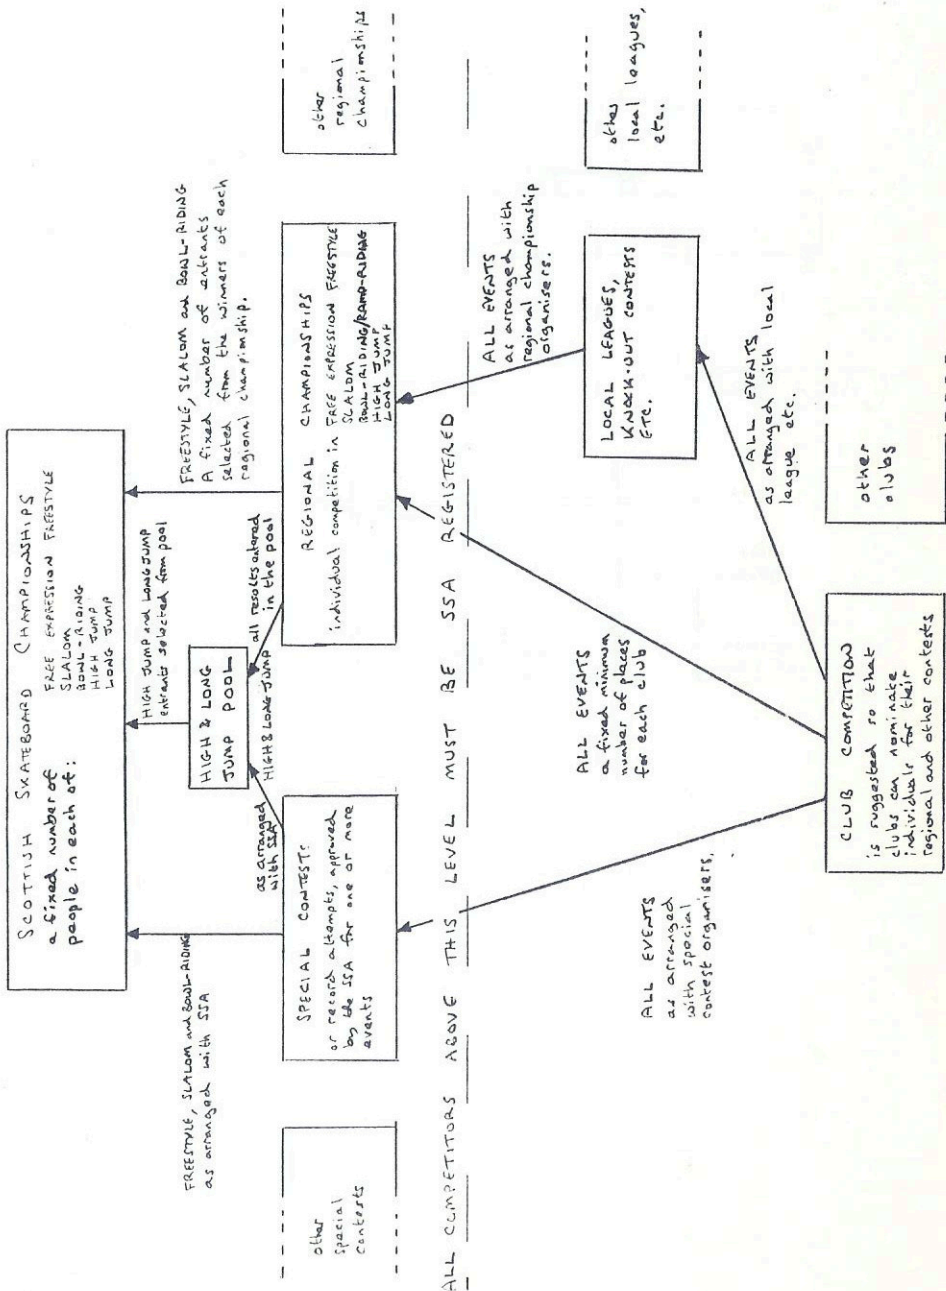 SCOTTISH SKATEBOARD CHAMPIONSHIPS
a fixed number of
people in each of:
FREE EXPRESSION FREESTYLE
SLALOM
BOWL-RIDING
HIGH JUMP
LONG JUMP
FREESTYLE, SLALOM and BOWL-RIDING
as arranged with SSA
HIGH JUMP and LONG JUMP
entrants selected from pool
FREESTYLE, SLALOM and BOWL-RIDING
A fixed number of entrants
selected from the winners of each
regional championship.
HIGH & LONG
JUMP POOL
as arranged
with SSA
HIGH & LONG JUMP
all results entered
in the pool
other
special
contests
SPECIAL CONTESTS
or record attempts, approved
by the SSA for one or more
events
REGIONAL CHAMPIONSHIPS
individual competition in FREE EXPRESSION FREESTYLE
SLALOM
BOWL-RIDING/RAMP-RIDING
HIGH JUMP
LONG JUMP
other
regional
championships
ALL COMPETITORS ABOVE THIS LEVEL MUST BE SSA REGISTERED
ALL EVENTS
as arranged
with special
contest organisers.
ALL EVENTS
a fixed minimum
number of places
for each club
ALL EVENTS
as arranged with
regional championship
organisers.
LOCAL LEAGUES,
KNOCK-OUT CONTESTS
ETC.
other
local leagues,
etc.
ALL EVENTS
as arranged with local
league etc.
CLUB COMPETITION
is suggested so that
clubs can nominate
individuals for their
regional and other contests
other
clubs